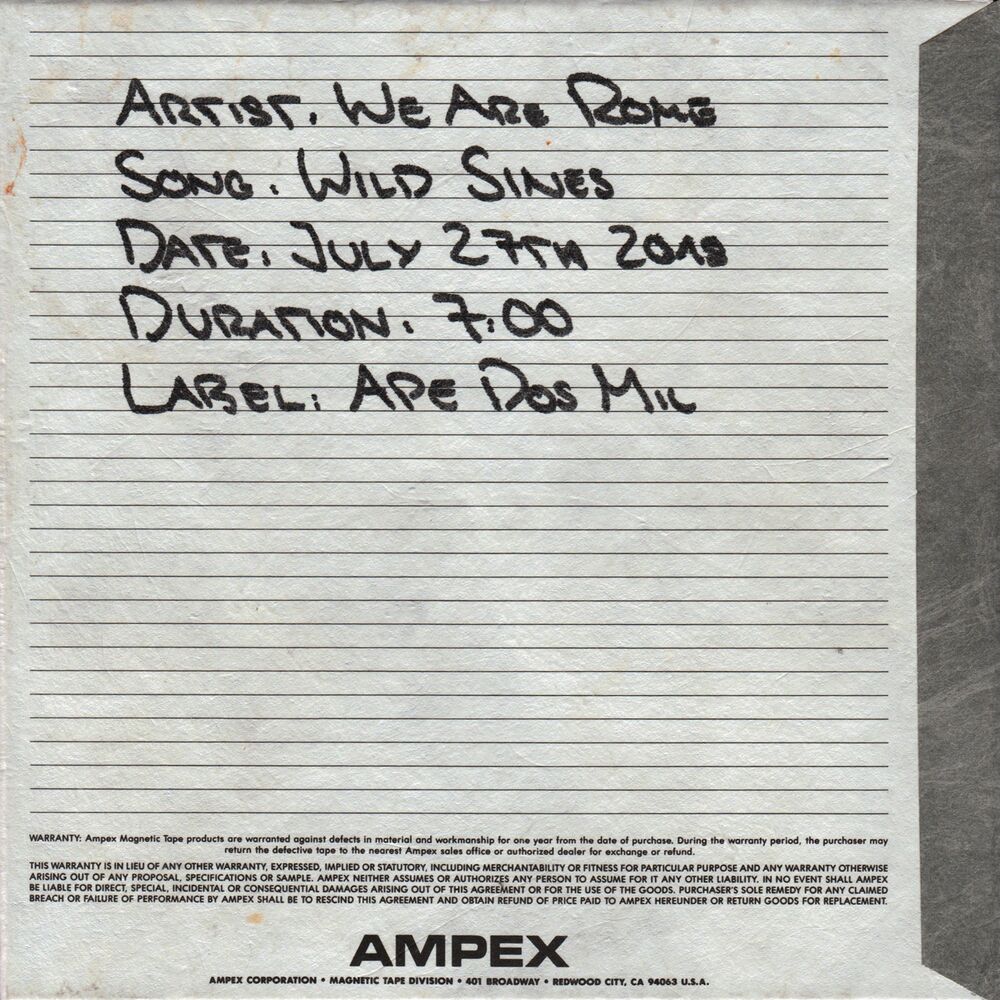 ARTIST. WE ARE ROME
SONG. WILD SINES
DATE. JULY 27TH 2018
DURATION. 7:00
LABEL: APE DOS MIL
WARRANTY: Ampex Magnetic Tape products are warranted against defects in material and workmanship for one year from the date of purchase. During the warranty period, the purchaser may
return the defective tape to the nearest Ampex sales office or authorized dealer for exchange or refund.
THIS WARRANTY IS IN LIEU OF ANY OTHER WARRANTY, EXPRESSED, IMPLIED OR STATUTORY, INCLUDING MERCHANTABILITY OR FITNESS FOR PARTICULAR PURPOSE AND ANY WARRANTY OTHERWISE
ARISING OUT OF ANY PROPOSAL, SPECIFICATIONS OR SAMPLE. AMPEX NEITHER ASSUMES OR AUTHORIZES ANY PERSON TO ASSUME FOR IT ANY OTHER LIABILITY. IN NO EVENT SHALL AMPEX
BE LIABLE FOR DIRECT, SPECIAL, INCIDENTAL OR CONSEQUENTIAL DAMAGES ARISING OUT OF THIS AGREEMENT OR FOR THE USE OF THE GOODS. PURCHASER'S SOLE REMEDY FOR ANY CLAIMED
BREACH OR FAILURE OF PERFORMANCE BY AMPEX SHALL BE TO RESCIND THIS AGREEMENT AND OBTAIN REFUND OF PRICE PAID TO AMPEX HEREUNDER OR RETURN GOODS FOR REPLACEMENT.
AMPEX
AMPEX CORPORATION • MAGNETIC TAPE DIVISION • 401 BROADWAY • REDWOOD CITY, CA 94063 U.S.A.